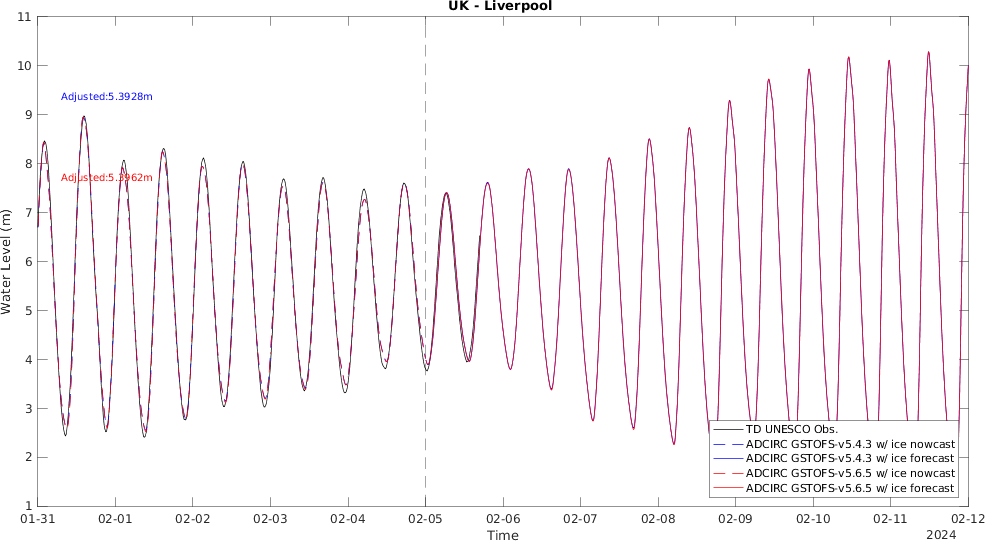 UK - Liverpool
11
10
9
8
7
6
5
4
3
2
1
Water Level (m)
Adjusted:5.3928m
Adjusted:5.3962m
TD UNESCO Obs.
ADCIRC GSTOFS-v5.4.3 w/ ice nowcast
ADCIRC GSTOFS-v5.4.3 w/ ice forecast
ADCIRC GSTOFS-v5.6.5 w/ ice nowcast
ADCIRC GSTOFS-v5.6.5 w/ ice forecast
01-31 02-01 02-02 02-03 02-04 02-05 02-06 02-07 02-08 02-09 02-10 02-11 02-12
Time
2024